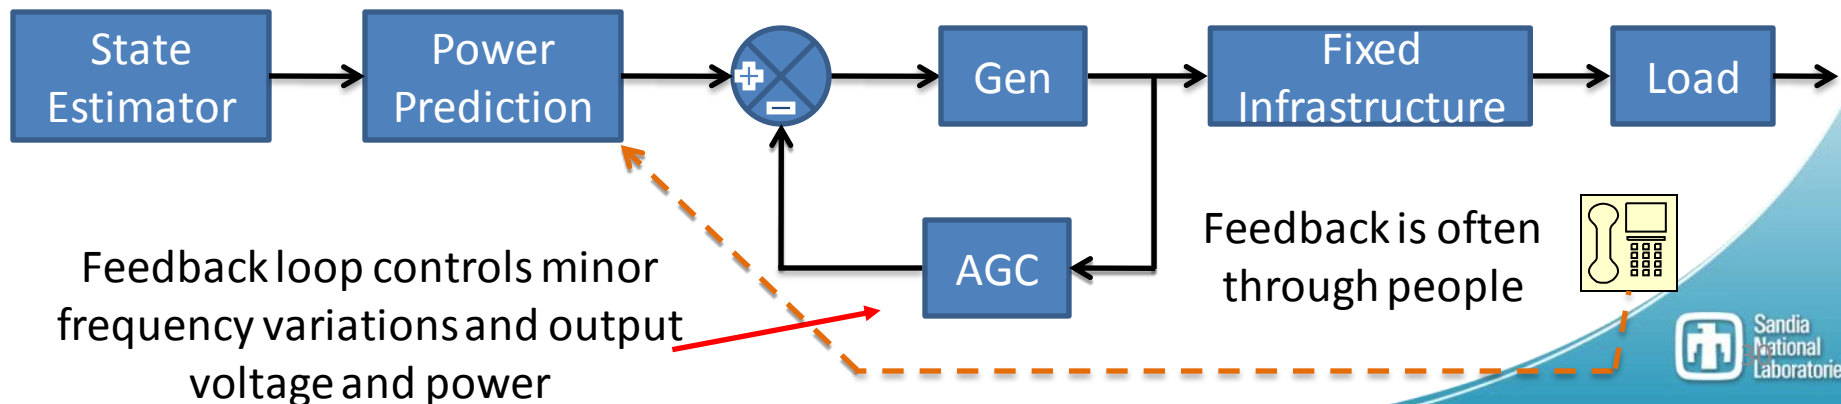 State
Estimator
Power
Prediction
+
−
Gen
Fixed
Infrastructure
Load
AGC
Feedback loop controls minor
frequency variations and output
voltage and power
Feedback is often
through people
Sandia
National
Laboratorie